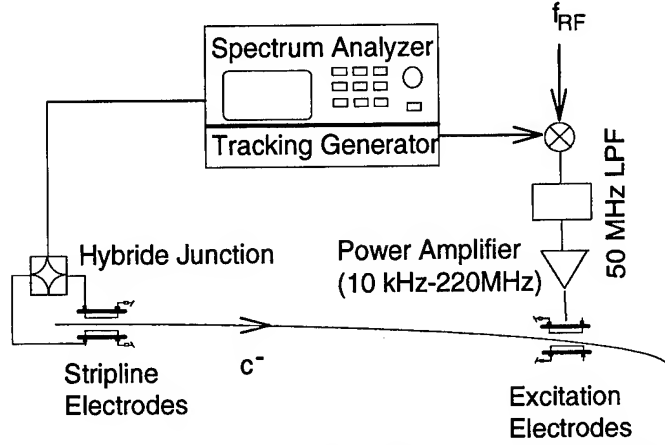 Spectrum Analyzer
Tracking Generator
f_RF
50 MHz LPF
Hybride Junction
Power Amplifier
(10 kHz-220MHz)
c⁻
Stripline
Electrodes
Excitation
Electrodes